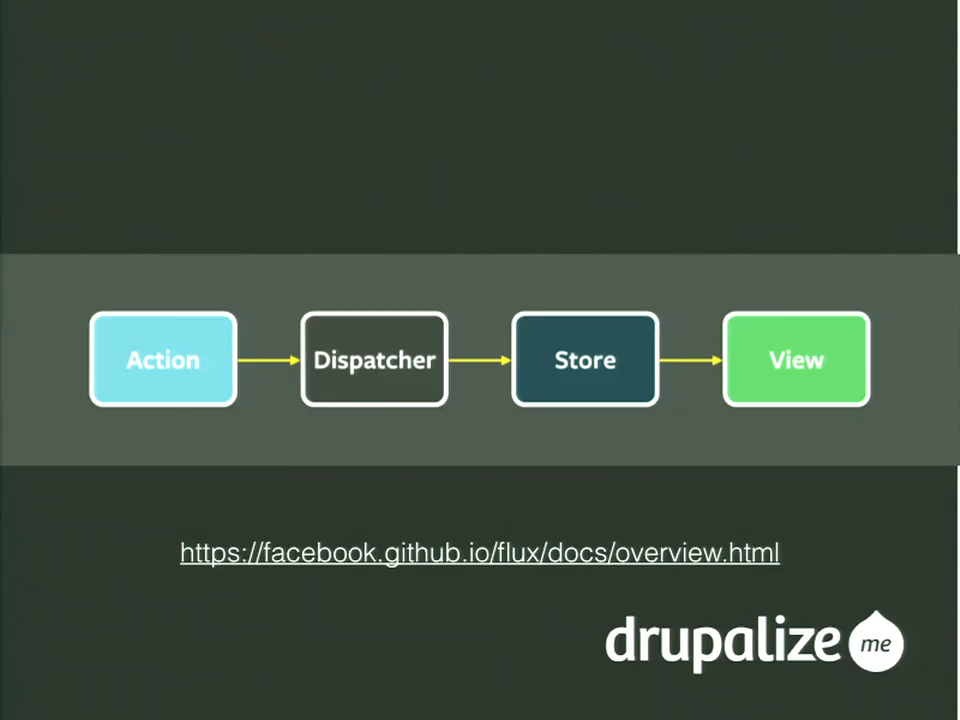 Action
Dispatcher
Store
View
https://facebook.github.io/flux/docs/overview.html
drupalize me